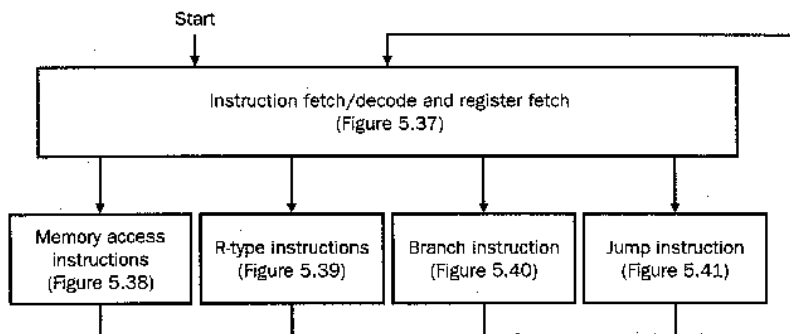 Start
Instruction fetch/decode and register fetch
(Figure 5.37)
Memory access
instructions
(Figure 5.38)
R-type instructions
(Figure 5.39)
Branch instruction
(Figure 5.40)
Jump instruction
(Figure 5.41)